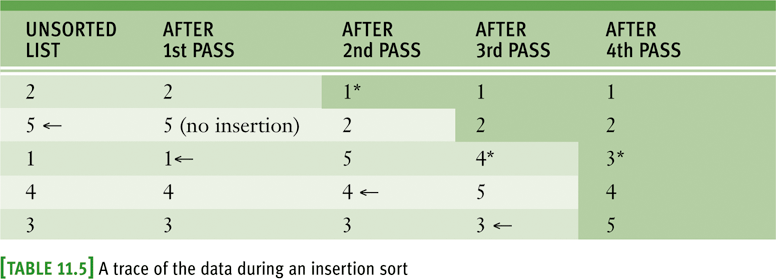 UNSORTED LIST AFTER 1st PASS AFTER 2nd PASS AFTER 3rd PASS AFTER 4th PASS
2 2 1* 1 1
5 ← 5 (no insertion) 2 2 2
1 1 ← 5 4* 3*
4 4 4 ← 5 4
3 3 3 3 ← 5
[TABLE 11.5] A trace of the data during an insertion sort